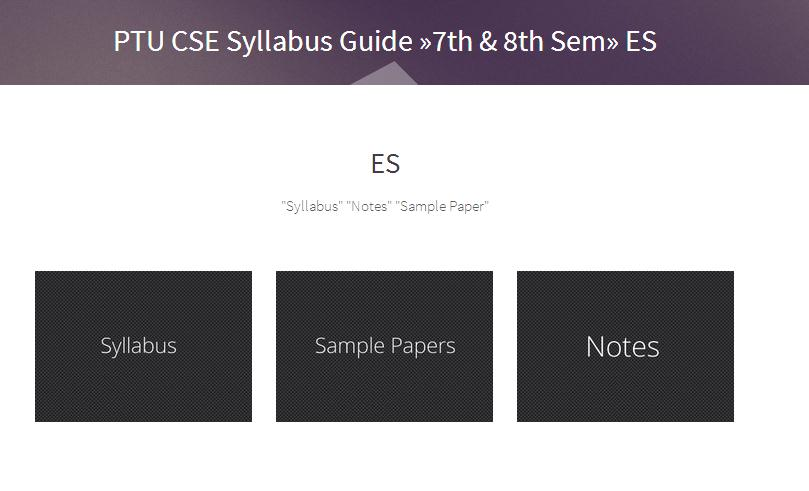 PTU CSE Syllabus Guide »7th & 8th Sem» ES
ES
"Syllabus" "Notes" "Sample Paper"
Syllabus
Sample Papers
Notes